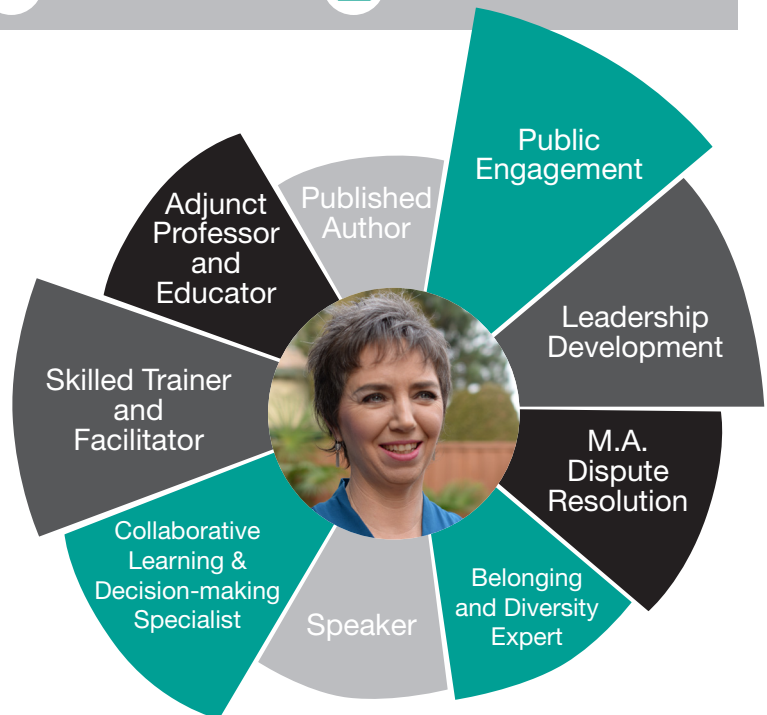 Public
Engagement
Leadership
Development
M.A.
Dispute
Resolution
Belonging
and Diversity
Expert
Speaker
Collaborative
Learning &
Decision-making
Specialist
Skilled Trainer
and
Facilitator
Adjunct
Professor
and
Educator
Published
Author